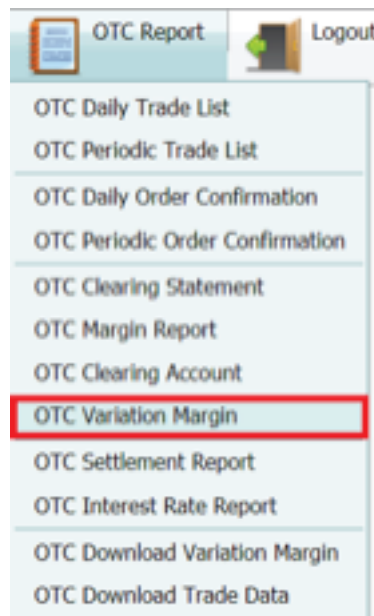 OTC Report
Logout
OTC Daily Trade List
OTC Periodic Trade List
OTC Daily Order Confirmation
OTC Periodic Order Confirmation
OTC Clearing Statement
OTC Margin Report
OTC Clearing Account
OTC Variation Margin
OTC Settlement Report
OTC Interest Rate Report
OTC Download Variation Margin
OTC Download Trade Data